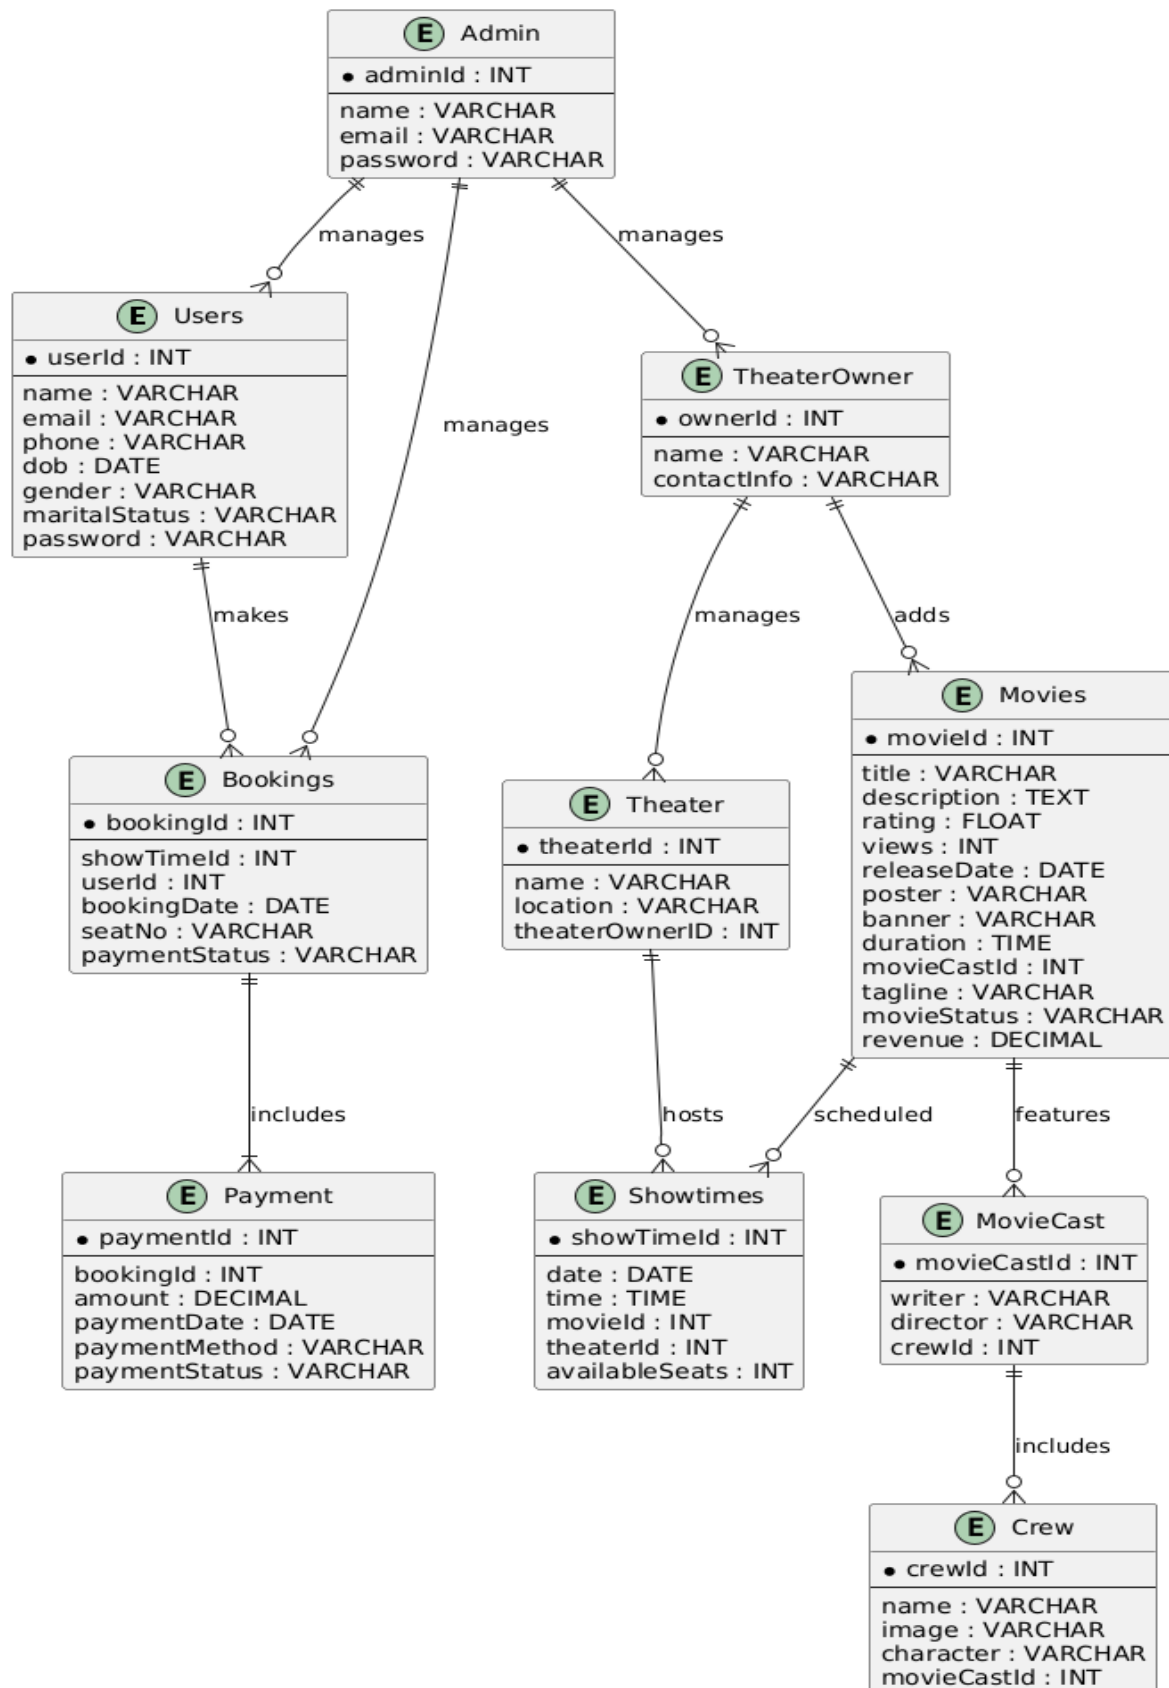 E Admin
adminId : INT
name : VARCHAR
email : VARCHAR
password : VARCHAR
manages
manages
E Users
userId : INT
name : VARCHAR
email : VARCHAR
phone : VARCHAR
dob : DATE
gender : VARCHAR
maritalStatus : VARCHAR
password : VARCHAR
manages
E TheaterOwner
ownerId : INT
name : VARCHAR
contactInfo : VARCHAR
makes
manages
adds
E Bookings
bookingId : INT
showTimeId : INT
userId : INT
bookingDate : DATE
seatNo : VARCHAR
paymentStatus : VARCHAR
E Theater
theaterId : INT
name : VARCHAR
location : VARCHAR
theaterOwnerID : INT
E Movies
movieId : INT
title : VARCHAR
description : TEXT
rating : FLOAT
views : INT
releaseDate : DATE
poster : VARCHAR
banner : VARCHAR
duration : TIME
movieCastId : INT
tagline : VARCHAR
movieStatus : VARCHAR
revenue : DECIMAL
includes
hosts
scheduled
features
E Payment
paymentId : INT
bookingId : INT
amount : DECIMAL
paymentDate : DATE
paymentMethod : VARCHAR
paymentStatus : VARCHAR
E Showtimes
showTimeId : INT
date : DATE
time : TIME
movieId : INT
theaterId : INT
availableSeats : INT
E MovieCast
movieCastId : INT
writer : VARCHAR
director : VARCHAR
crewId : INT
includes
E Crew
crewId : INT
name : VARCHAR
image : VARCHAR
character : VARCHAR
movieCastId : INT